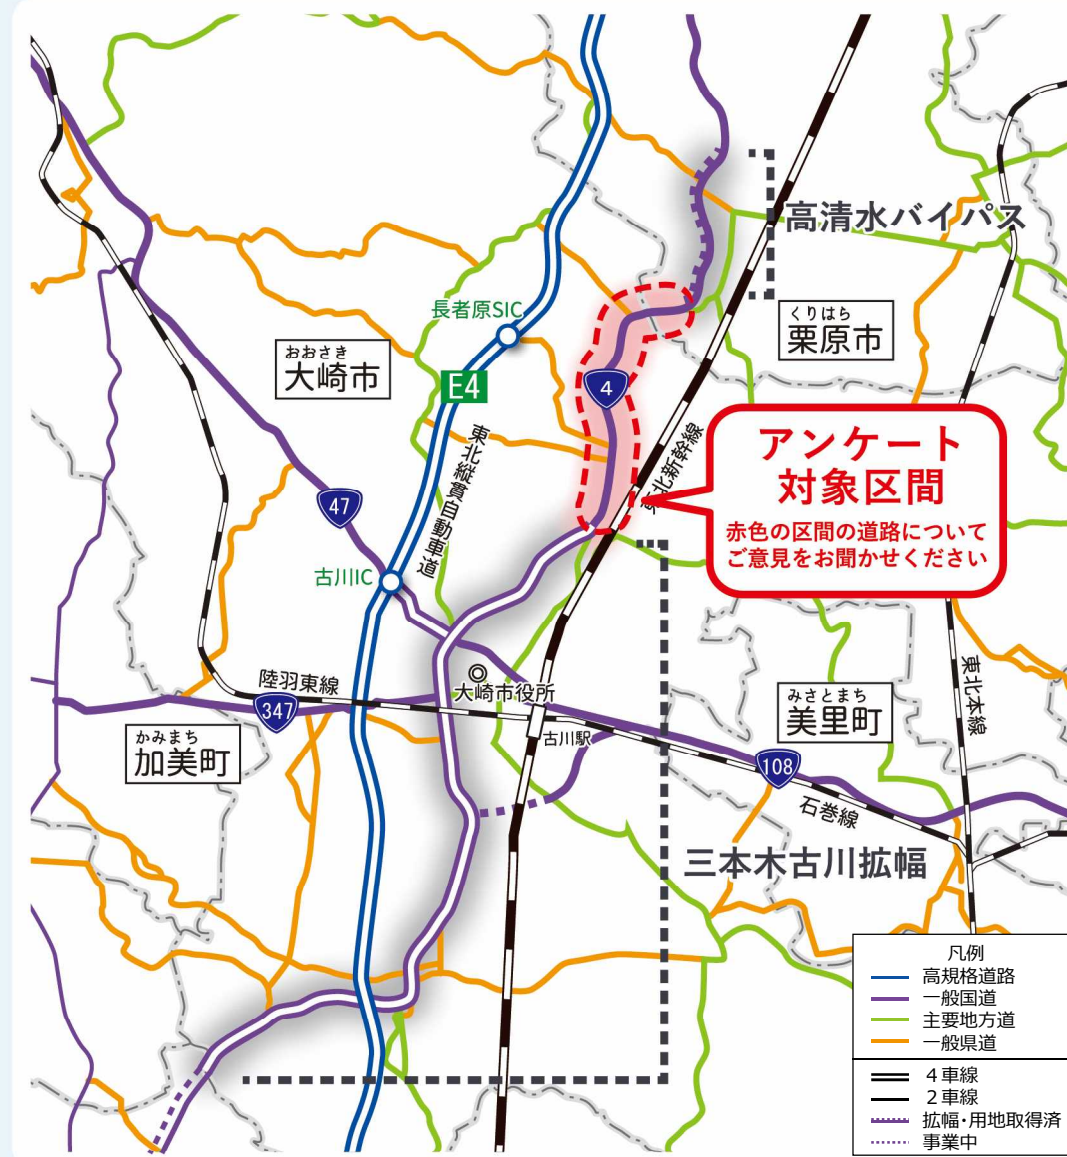 高清水バイパス
長者原SIC
くりはら
栗原市
おおさき
大崎市
E4
4
東北縦貫自動車道
東北新幹線
アンケート
対象区間
赤色の区間の道路について
ご意見をお聞かせください
47
古川IC
陸羽東線
大崎市役所
東北本線
347
かみまち
加美町
古川駅
みさとまち
美里町
108
石巻線
三本木古川拡幅
凡例
高規格道路
一般国道
主要地方道
一般県道
4車線
2車線
拡幅・用地取得済
事業中